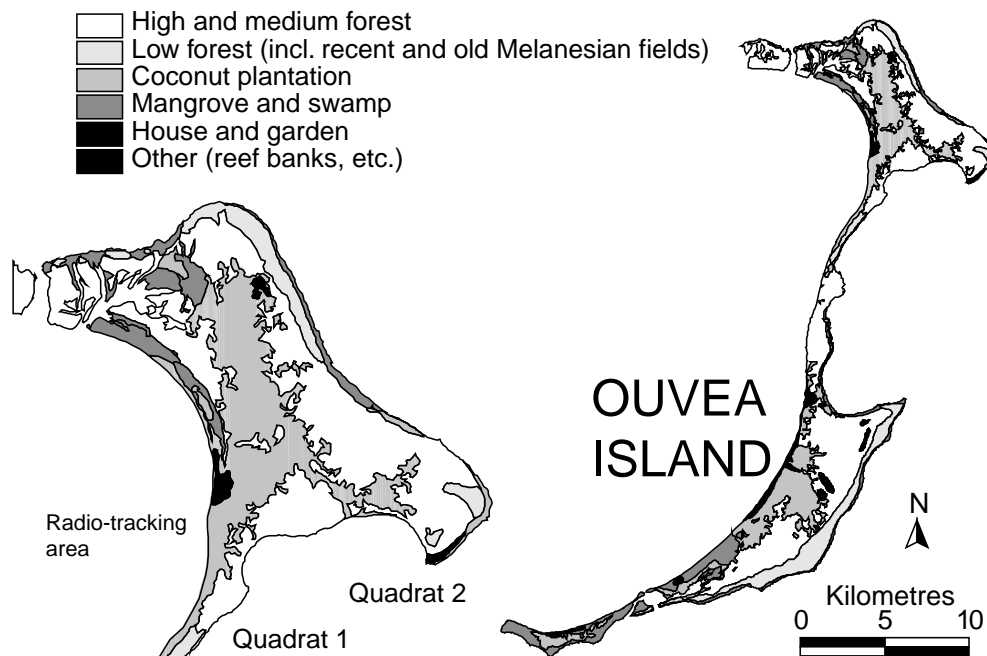 High and medium forest
Low forest (incl. recent and old Melanesian fields)
Coconut plantation
Mangrove and swamp
House and garden
Other (reef banks, etc.)
OUVEA
ISLAND
Radio-tracking
area
Quadrat 2
Quadrat 1
N
Kilometres
0 5 10